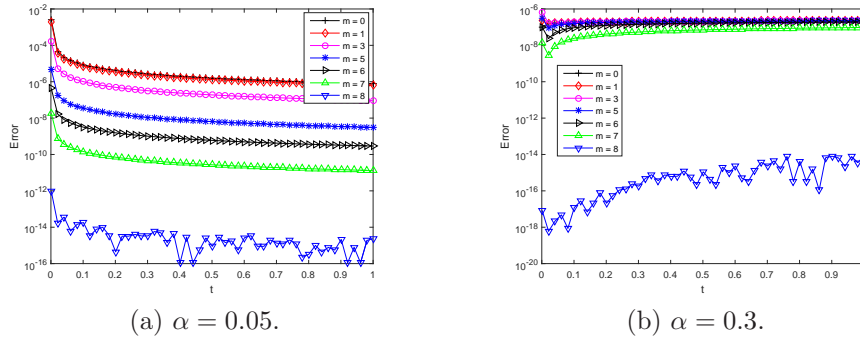 10^-2
10^-4
10^-6
10^-8
10^-10
10^-12
10^-14
10^-16
Error
0 0.1 0.2 0.3 0.4 0.5 0.6 0.7 0.8 0.9 1
t
m = 0
m = 1
m = 3
m = 5
m = 6
m = 7
m = 8
(a) α = 0.05.
10^-6
10^-8
10^-10
10^-12
10^-14
10^-16
10^-18
10^-20
Error
0 0.1 0.2 0.3 0.4 0.5 0.6 0.7 0.8 0.9 1
t
m = 0
m = 1
m = 3
m = 5
m = 6
m = 7
m = 8
(b) α = 0.3.